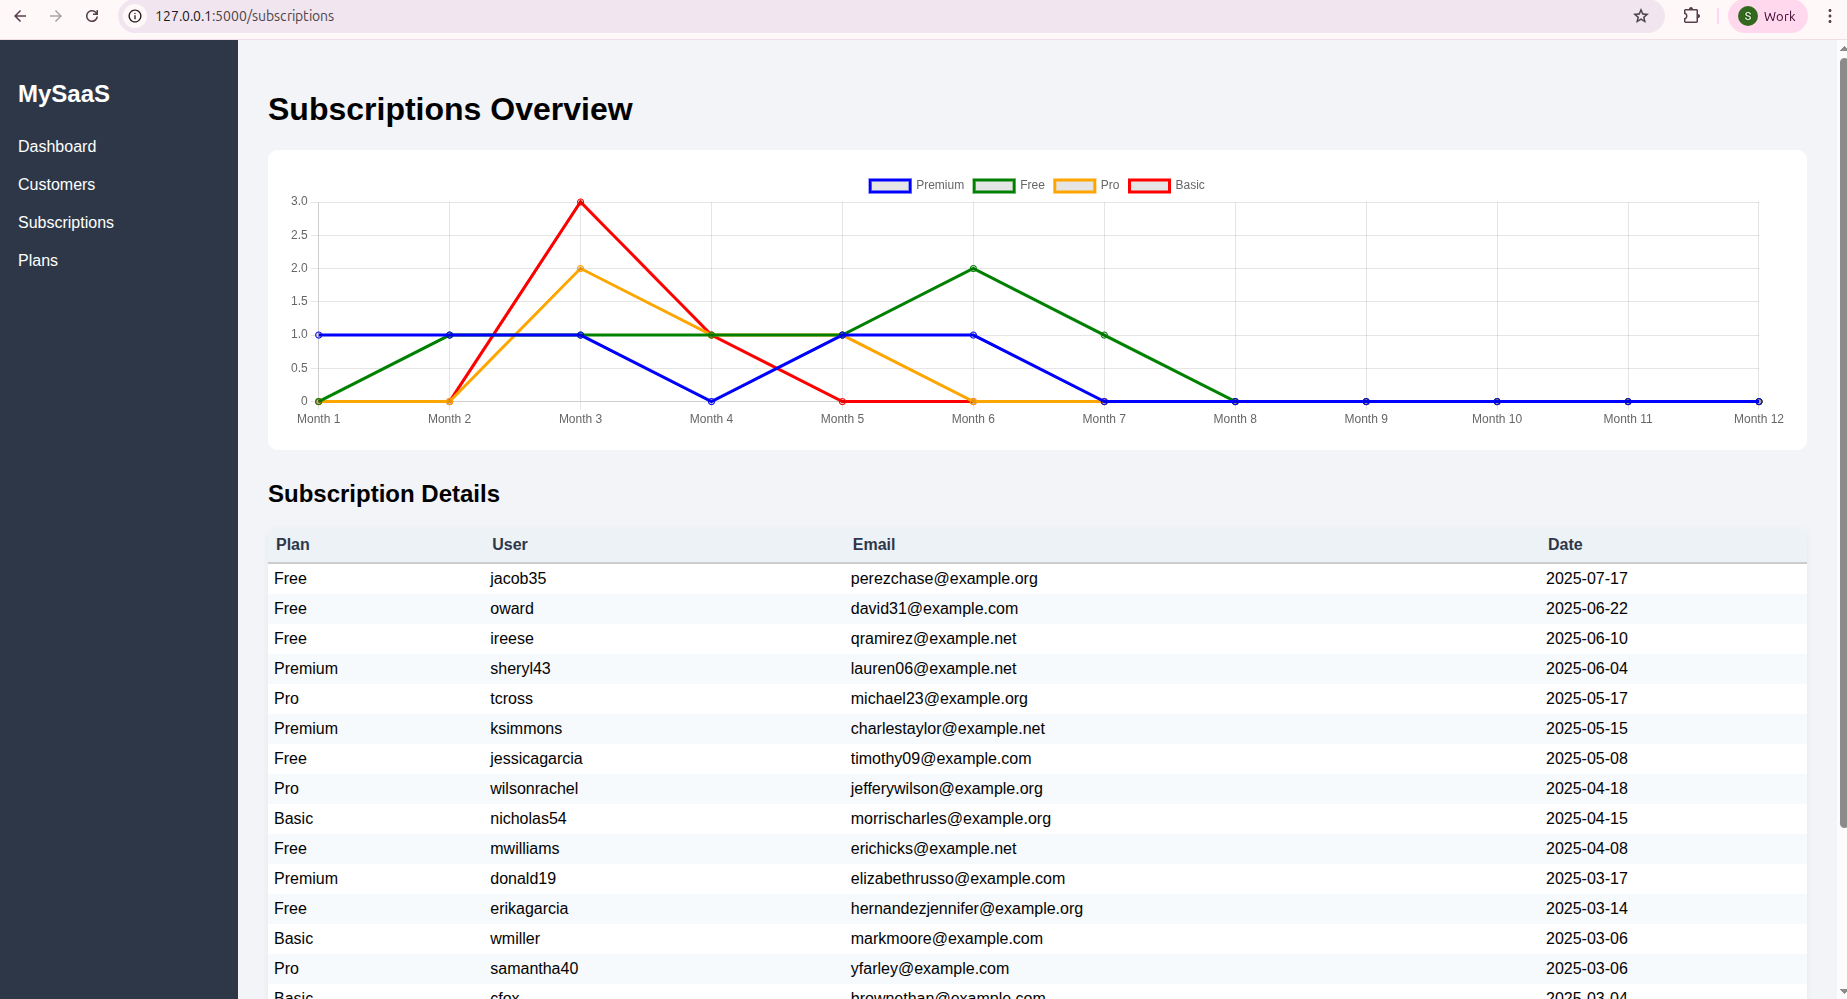 127.0.0.1:5000/subscriptions
S Work
MySaaS
Dashboard
Customers
Subscriptions
Plans
Subscriptions Overview
Premium Free Pro Basic
3.0
2.5
2.0
1.5
1.0
0.5
0
Month 1 Month 2 Month 3 Month 4 Month 5 Month 6 Month 7 Month 8 Month 9 Month 10 Month 11 Month 12
Subscription Details
Plan User Email Date
Free jacob35 perezchase@example.org 2025-07-17
Free oward david31@example.com 2025-06-22
Free ireese qramirez@example.net 2025-06-10
Premium sheryl43 lauren06@example.net 2025-06-04
Pro tcross michael23@example.org 2025-05-17
Premium ksimmons charlestaylor@example.net 2025-05-15
Free jessicagarcia timothy09@example.com 2025-05-08
Pro wilsonrachel jefferywilson@example.org 2025-04-18
Basic nicholas54 morrischarles@example.org 2025-04-15
Free mwilliams erichicks@example.net 2025-04-08
Premium donald19 elizabethrusso@example.com 2025-03-17
Free erikagarcia hernandezjennifer@example.org 2025-03-14
Basic wmiller markmoore@example.com 2025-03-06
Pro samantha40 yfarley@example.com 2025-03-06
Basic cfox brownethan@example.com 2025-03-04